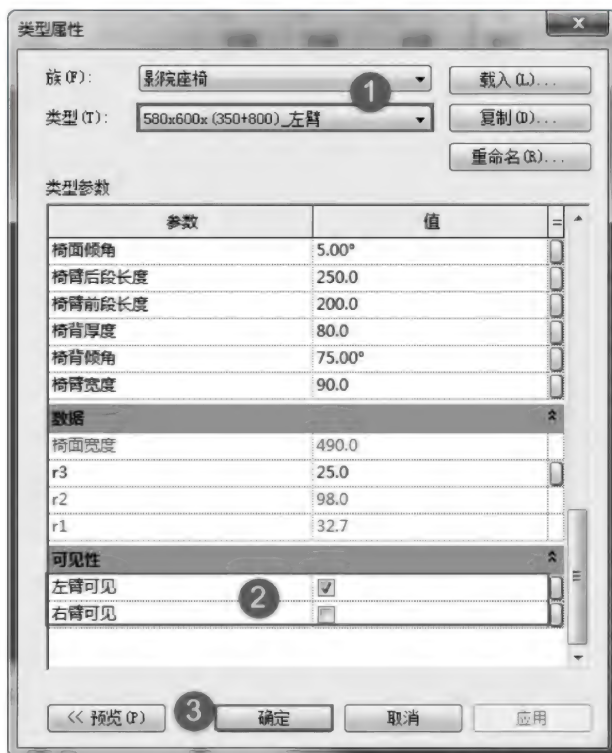 类型属性
族(F): 影院座椅 载入(L)...
类型(T): 580x600x(350+800)_左臂 复制(D)...
1
重命名(R)...
类型参数
参数 值 =
椅面倾角 5.00°
椅臂后段长度 250.0
椅臂前段长度 200.0
椅背厚度 80.0
椅背倾角 75.00°
椅臂宽度 90.0
数据
椅面宽度 490.0
r3 25.0
r2 98.0
r1 32.7
可见性
左臂可见
2
右臂可见
<< 预览(P) 3 确定 取消 应用